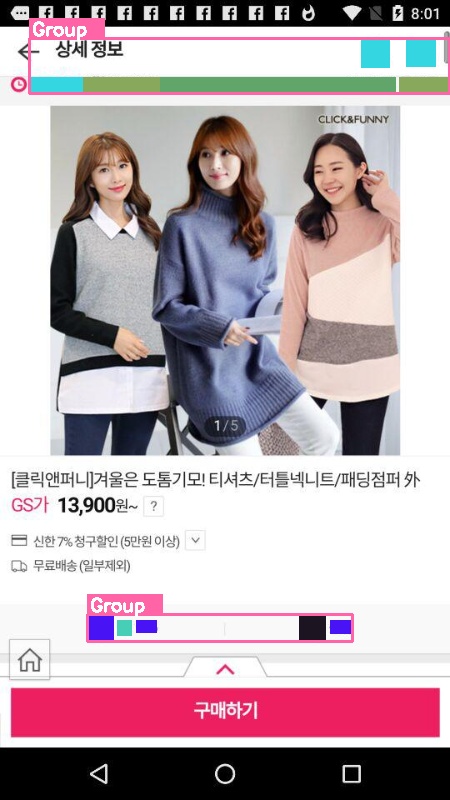 8:01
Group
상세 정보
CLICK&FUNNY
1/5
[클릭앤퍼니]겨울은 도톰기모! 티셔츠/터틀넥니트/패딩점퍼 外
GS가 13,900원~ ?
신한 7% 청구할인 (5만원 이상)
무료배송 (일부제외)
Group
구매하기